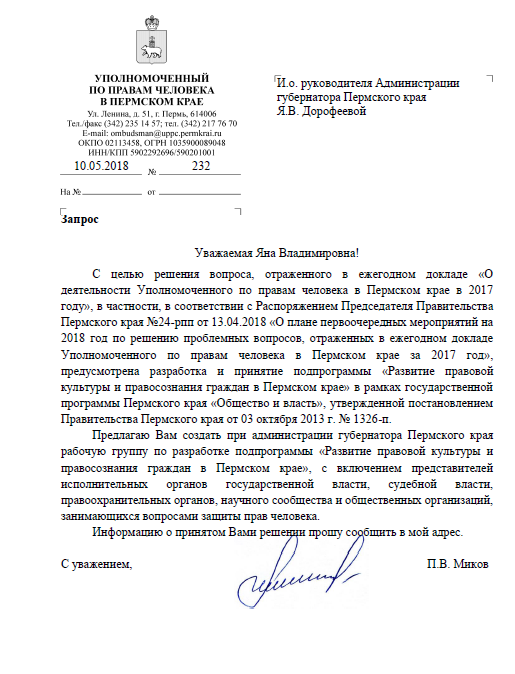 УПОЛНОМОЧЕННЫЙ
ПО ПРАВАМ ЧЕЛОВЕКА
В ПЕРМСКОМ КРАЕ
Ул. Ленина, д. 51, г. Пермь, 614006
Тел./факс (342) 235 14 57; тел. (342) 217 76 70
E-mail: ombudsman@uppc.permkrai.ru
ОКПО 02113458, ОГРН 1035900089048
ИНН/КПП 5902292696/590201001
10.05.2018 № 232
На № от
И.о. руководителя Администрации
губернатора Пермского края
Я.В. Дорофеевой
Запрос
Уважаемая Яна Владимировна!
С целью решения вопроса, отраженного в ежегодном докладе «О
деятельности Уполномоченного по правам человека в Пермском крае в 2017
году», в частности, в соответствии с Распоряжением Председателя Правительства
Пермского края №24-рпп от 13.04.2018 «О плане первоочередных мероприятий на
2018 год по решению проблемных вопросов, отраженных в ежегодном докладе
Уполномоченного по правам человека в Пермском крае за 2017 год»,
предусмотрена разработка и принятие подпрограммы «Развитие правовой
культуры и правосознания граждан в Пермском крае» в рамках государственной
программы Пермского края «Общество и власть», утвержденной постановлением
Правительства Пермского края от 03 октября 2013 г. № 1326-п.
Предлагаю Вам создать при администрации губернатора Пермского края
рабочую группу по разработке подпрограммы «Развитие правовой культуры и
правосознания граждан в Пермском крае», с включением представителей
исполнительных органов государственной власти, судебной власти,
правоохранительных органов, научного сообщества и общественных организаций,
занимающихся вопросами защиты прав человека.
Информацию о принятом Вами решении прошу сообщить в мой адрес.
С уважением, П.В. Миков